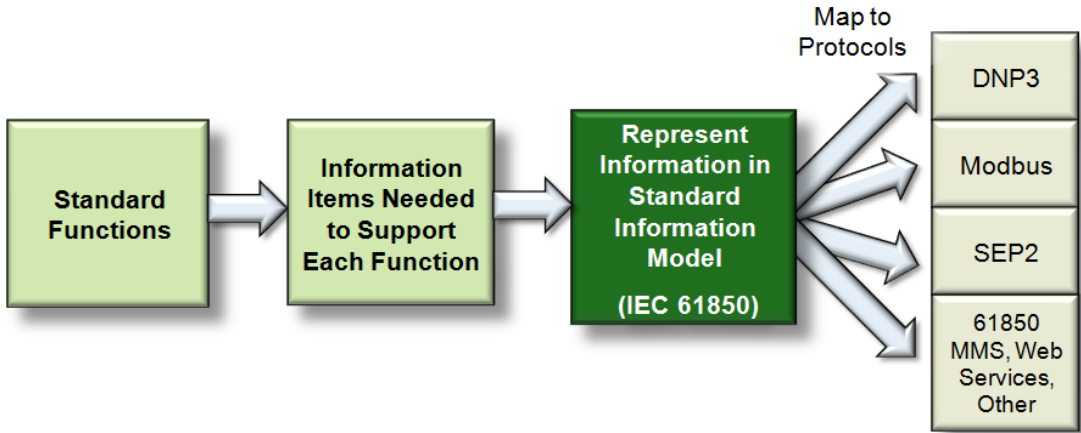 Standard
Functions
Information
Items Needed
to Support
Each Function
Represent
Information in
Standard
Information
Model
(IEC 61850)
Map to
Protocols
DNP3
Modbus
SEP2
61850
MMS, Web
Services,
Other